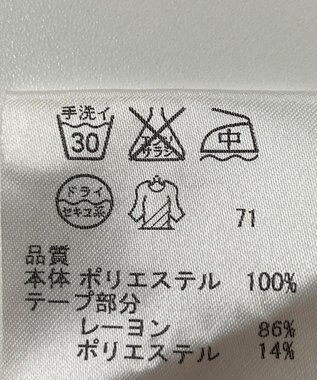 手洗イ
30
エンソ
サラシ
中
ドライ
セキユ系
71
品質
本体 ポリエステル 100%
テープ部分
レーヨン 86%
ポリエステル 14%